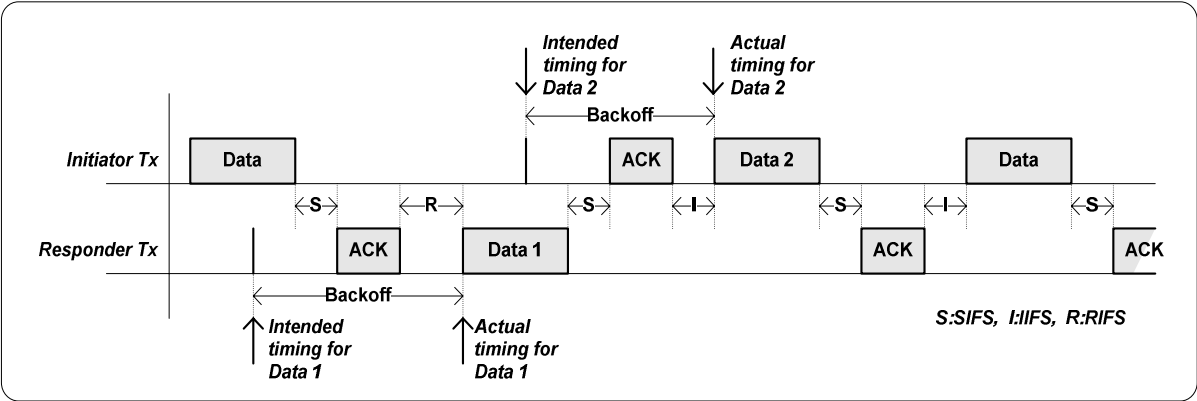 Intended
timing for
Data 2
Actual
timing for
Data 2
Backoff
Initiator Tx
Data
ACK
Data 2
Data
S
R
S
I
S
I
S
Responder Tx
ACK
Data 1
ACK
ACK
Backoff
Intended
timing for
Data 1
Actual
timing for
Data 1
S:SIFS, I:IIFS, R:RIFS